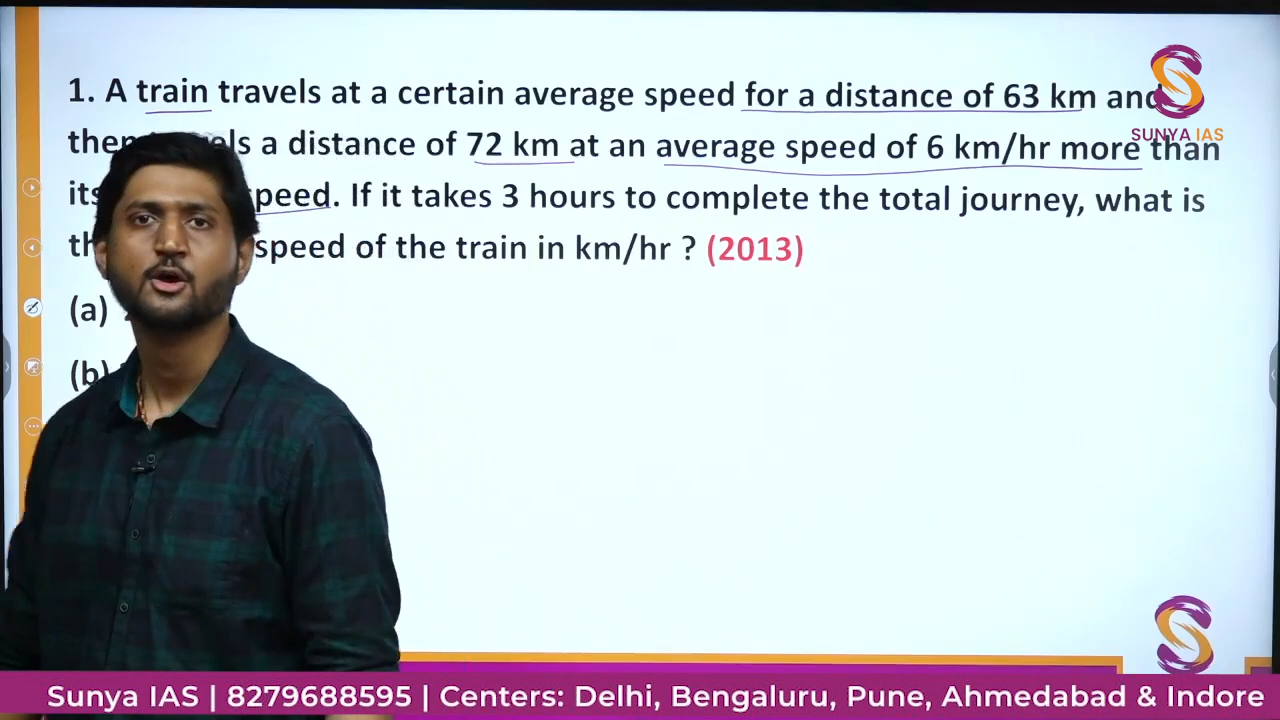 1. A train travels at a certain average speed for a distance of 63 km and
SUNYA IAS
a distance of 72 km at an average speed of 6 km/hr more than
its speed. If it takes 3 hours to complete the total journey, what is
speed of the train in km/hr ? (2013)
(a)
(b)
Sunya IAS | 8279688595 | Centers: Delhi, Bengaluru, Pune, Ahmedabad & Indore